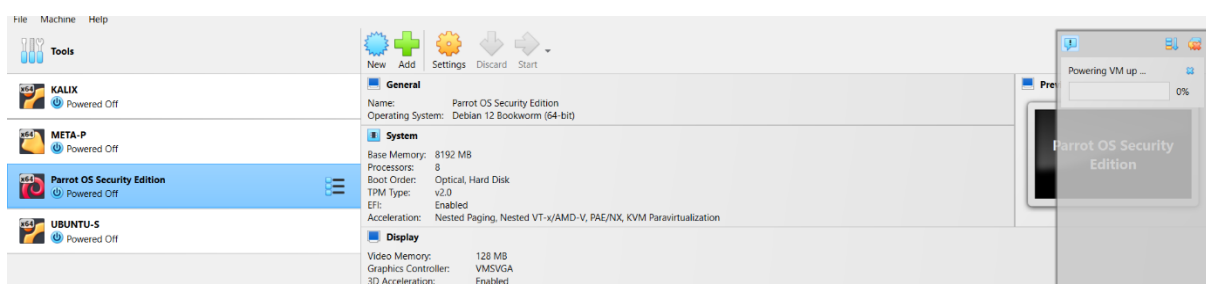 File Machine Help
Tools
New Add Settings Discard Start
KALIX
Powered Off
META-P
Powered Off
Parrot OS Security Edition
Powered Off
UBUNTU-S
Powered Off
General
Name: Parrot OS Security Edition
Operating System: Debian 12 Bookworm (64-bit)
System
Base Memory: 8192 MB
Processors: 8
Boot Order: Optical, Hard Disk
TPM Type: v2.0
EFI: Enabled
Acceleration: Nested Paging, Nested VT-x/AMD-V, PAE/NX, KVM Paravirtualization
Display
Video Memory: 128 MB
Graphics Controller: VMSVGA
3D Acceleration: Enabled
Pre
Parrot OS Security
Edition
Powering VM up ...
0%